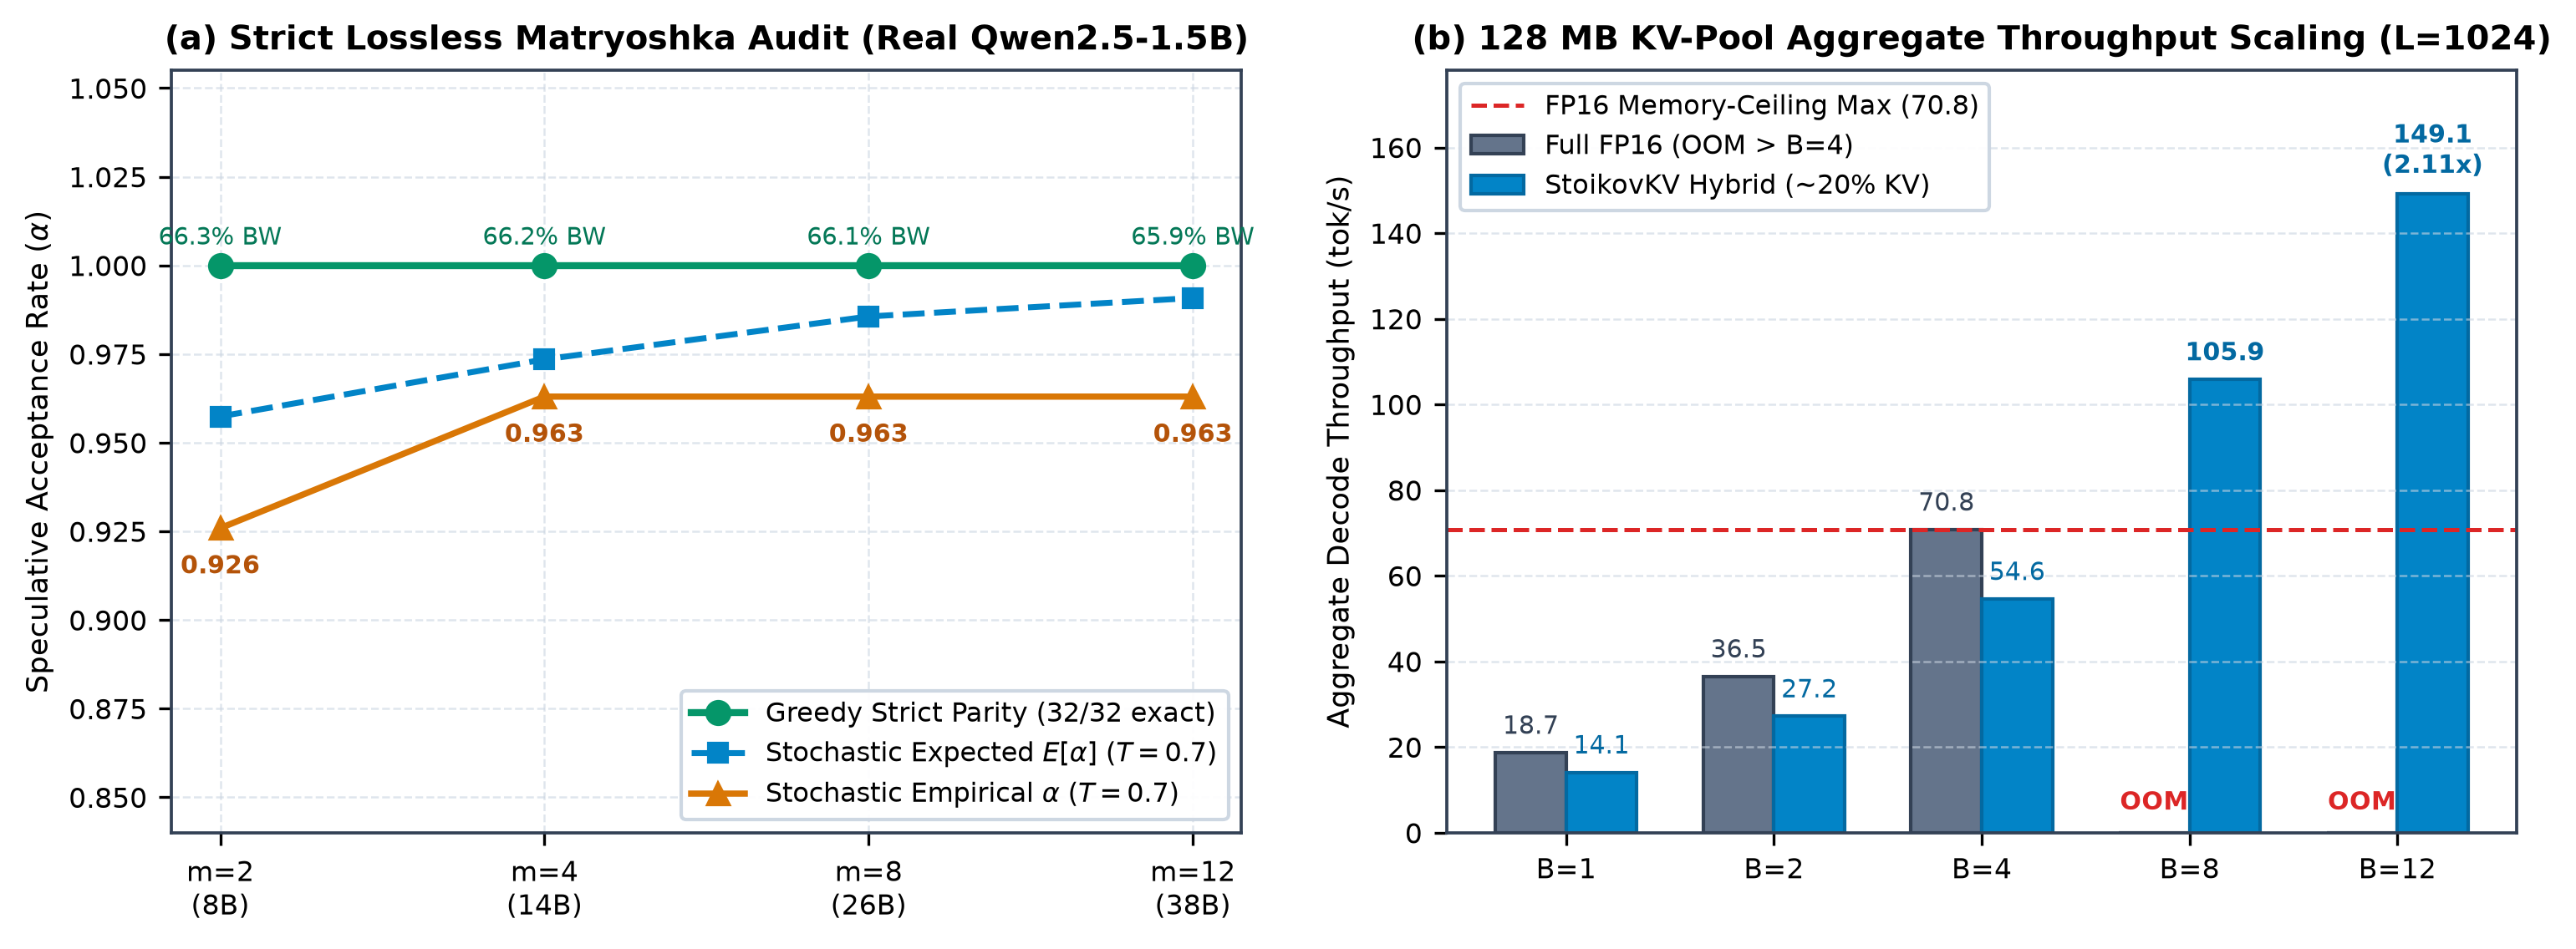 (a) Strict Lossless Matryoshka Audit (Real Qwen2.5-1.5B)
Speculative Acceptance Rate (α)
1.050
1.025
1.000
0.975
0.950
0.925
0.900
0.875
0.850
66.3% BW
66.2% BW
66.1% BW
65.9% BW
0.926
0.963
0.963
0.963
Greedy Strict Parity (32/32 exact)
Stochastic Expected E[α] (T = 0.7)
Stochastic Empirical α (T = 0.7)
m=2
(8B)
m=4
(14B)
m=8
(26B)
m=12
(38B)
(b) 128 MB KV-Pool Aggregate Throughput Scaling (L=1024)
Aggregate Decode Throughput (tok/s)
160
140
120
100
80
60
40
20
0
FP16 Memory-Ceiling Max (70.8)
Full FP16 (OOM > B=4)
StoikovKV Hybrid (~20% KV)
18.7
14.1
36.5
27.2
70.8
54.6
OOM
105.9
OOM
149.1
(2.11x)
B=1
B=2
B=4
B=8
B=12